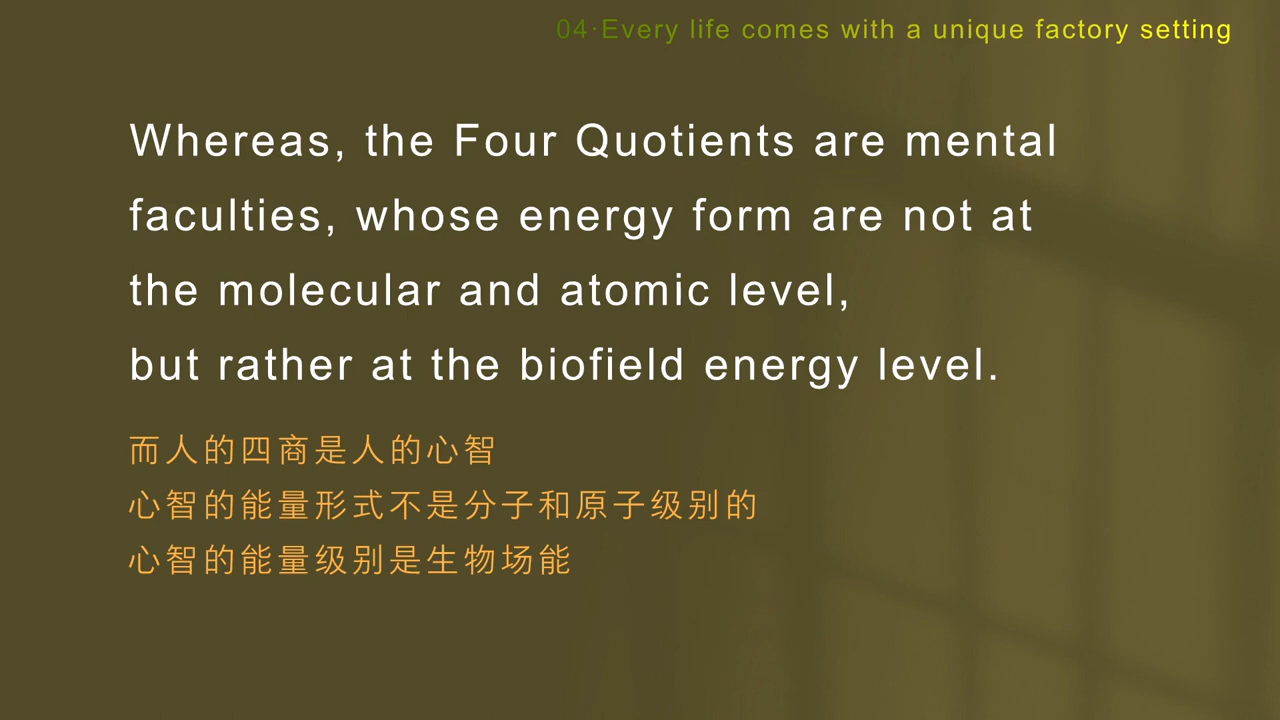 04·Every life comes with a unique factory setting
Whereas, the Four Quotients are mental
faculties, whose energy form are not at
the molecular and atomic level,
but rather at the biofield energy level.
而人的四商是人的心智
心智的能量形式不是分子和原子级别的
心智的能量级别是生物场能